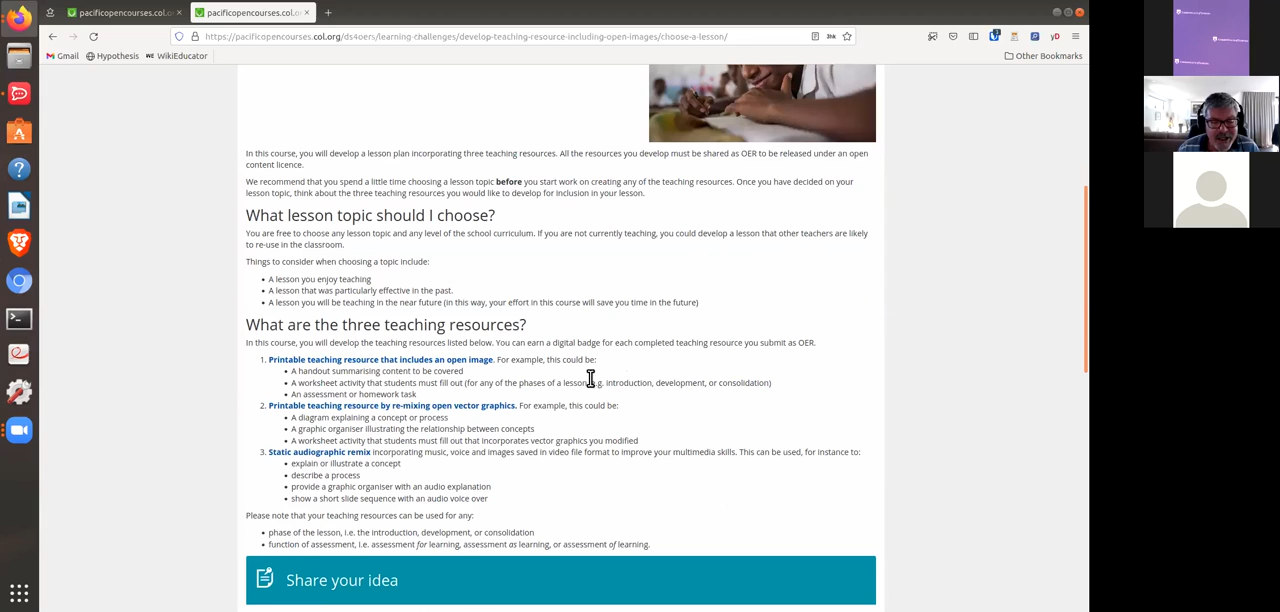 pacificopencourses.col.or
pacificopencourses.col.or
https://pacificopencourses.col.org/ds4oers/learning-challenges/develop-teaching-resource-including-open-images/choose-a-lesson/
Gmail
Hypothesis
WikiEducator
Other Bookmarks
In this course, you will develop a lesson plan incorporating three teaching resources. All the resources you develop must be shared as OER to be released under an open
content licence.
We recommend that you spend a little time choosing a lesson topic before you start work on creating any of the teaching resources. Once you have decided on your
lesson topic, think about the three teaching resources you would like to develop for inclusion in your lesson.
What lesson topic should I choose?
You are free to choose any lesson topic and any level of the school curriculum. If you are not currently teaching, you could develop a lesson that other teachers are likely
to re-use in the classroom.
Things to consider when choosing a topic include:
• A lesson you enjoy teaching
• A lesson that was particularly effective in the past.
• A lesson you will be teaching in the near future (in this way, your effort in this course will save you time in the future)
What are the three teaching resources?
In this course, you will develop the teaching resources listed below. You can earn a digital badge for each completed teaching resource you submit as OER.
1. Printable teaching resource that includes an open image. For example, this could be:
• A handout summarising content to be covered
• A worksheet activity that students must fill out (for any of the phases of a lesson, e.g. introduction, development, or consolidation)
• An assessment or homework task
2. Printable teaching resource by re-mixing open vector graphics. For example, this could be:
• A diagram explaining a concept or process
• A graphic organiser illustrating the relationship between concepts
• A worksheet activity that students must fill out that incorporates vector graphics you modified
3. Static audiographic remix incorporating music, voice and images saved in video file format to improve your multimedia skills. This can be used, for instance to:
• explain or illustrate a concept
• describe a process
• provide a graphic organiser with an audio explanation
• show a short slide sequence with an audio voice over
Please note that your teaching resources can be used for any:
• phase of the lesson, i.e. the introduction, development, or consolidation
• function of assessment, i.e. assessment for learning, assessment as learning, or assessment of learning.
Share your idea